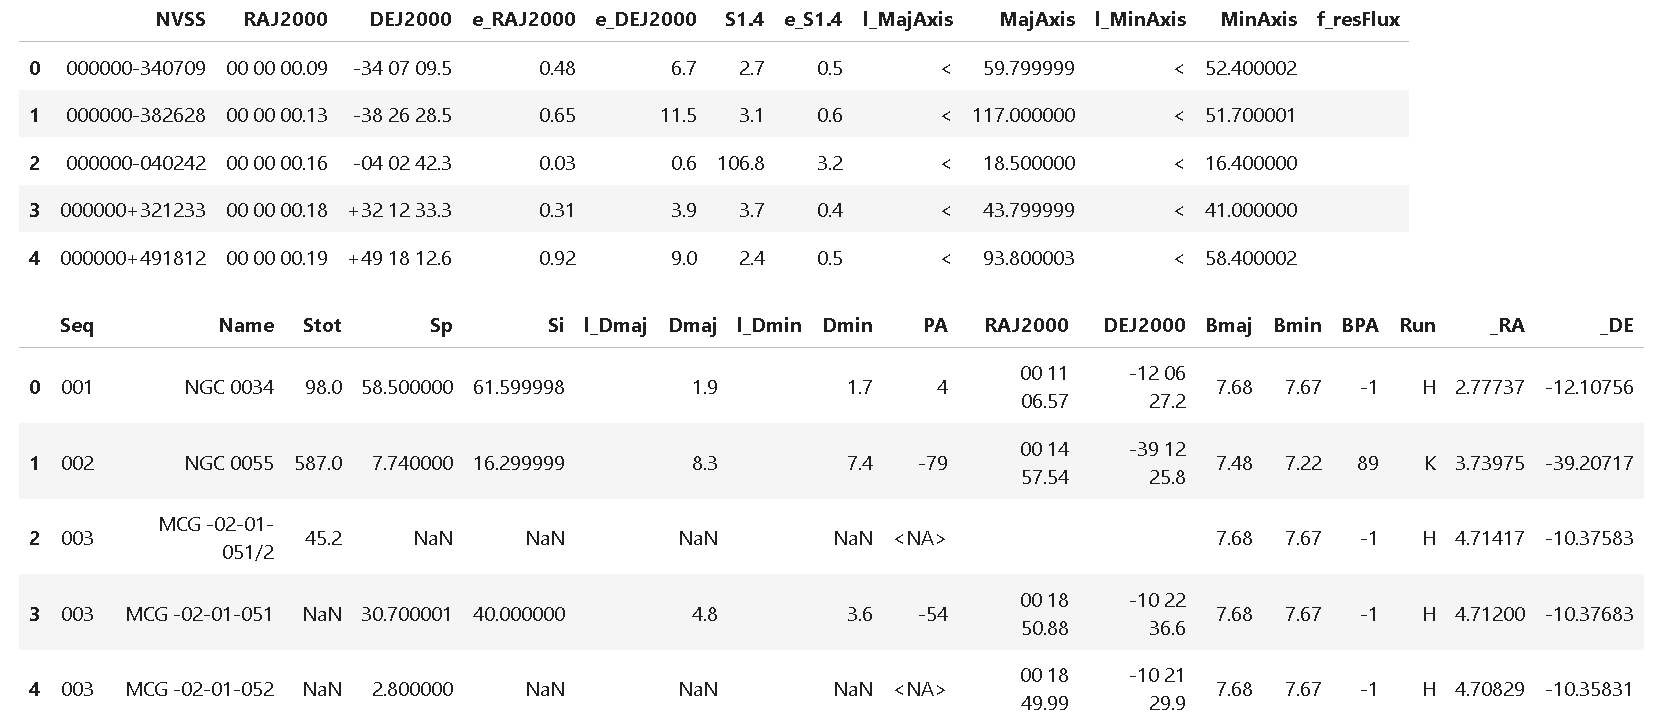 NVSS RAJ2000 DEJ2000 e_RAJ2000 e_DEJ2000 S1.4 e_S1.4 l_MajAxis MajAxis l_MinAxis MinAxis f_resFlux
0 000000-340709 00 00 00.09 -34 07 09.5 0.48 6.7 2.7 0.5 < 59.799999 < 52.400002
1 000000-382628 00 00 00.13 -38 26 28.5 0.65 11.5 3.1 0.6 < 117.000000 < 51.700001
2 000000-040242 00 00 00.16 -04 02 42.3 0.03 0.6 106.8 3.2 < 18.500000 < 16.400000
3 000000+321233 00 00 00.18 +32 12 33.3 0.31 3.9 3.7 0.4 < 43.799999 < 41.000000
4 000000+491812 00 00 00.19 +49 18 12.6 0.92 9.0 2.4 0.5 < 93.800003 < 58.400002
Seq Name Stot Sp Si l_Dmaj Dmaj l_Dmin Dmin PA RAJ2000 DEJ2000 Bmaj Bmin BPA Run _RA _DE
0 001 NGC 0034 98.0 58.500000 61.599998 1.9 1.7 4 00 11 -12 06 7.68 7.67 -1 H 2.77737 -12.10756
06.57 27.2
1 002 NGC 0055 587.0 7.740000 16.299999 8.3 7.4 -79 00 14 -39 12 7.48 7.22 89 K 3.73975 -39.20717
57.54 25.8
2 003 MCG -02-01- 45.2 NaN NaN NaN NaN <NA> 7.68 7.67 -1 H 4.71417 -10.37583
051/2
3 003 MCG -02-01-051 NaN 30.700001 40.000000 4.8 3.6 -54 00 18 -10 22 7.68 7.67 -1 H 4.71200 -10.37683
50.88 36.6
4 003 MCG -02-01-052 NaN 2.800000 NaN NaN NaN <NA> 00 18 -10 21 7.68 7.67 -1 H 4.70829 -10.35831
49.99 29.9